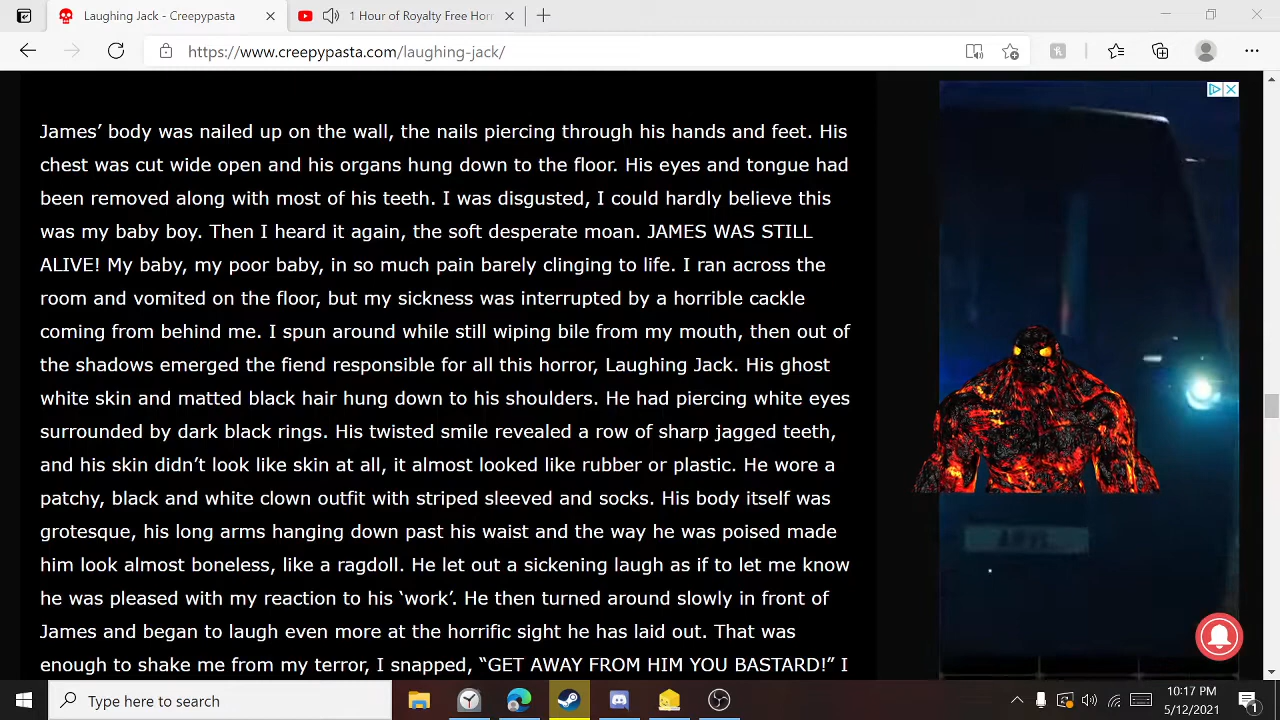 Laughing Jack - Creepypasta
1 Hour of Royalty Free Horr
https://www.creepypasta.com/laughing-jack/
James’ body was nailed up on the wall, the nails piercing through his hands and feet. His
chest was cut wide open and his organs hung down to the floor. His eyes and tongue had
been removed along with most of his teeth. I was disgusted, I could hardly believe this
was my baby boy. Then I heard it again, the soft desperate moan. JAMES WAS STILL
ALIVE! My baby, my poor baby, in so much pain barely clinging to life. I ran across the
room and vomited on the floor, but my sickness was interrupted by a horrible cackle
coming from behind me. I spun around while still wiping bile from my mouth, then out of
the shadows emerged the fiend responsible for all this horror, Laughing Jack. His ghost
white skin and matted black hair hung down to his shoulders. He had piercing white eyes
surrounded by dark black rings. His twisted smile revealed a row of sharp jagged teeth,
and his skin didn’t look like skin at all, it almost looked like rubber or plastic. He wore a
patchy, black and white clown outfit with striped sleeved and socks. His body itself was
grotesque, his long arms hanging down past his waist and the way he was poised made
him look almost boneless, like a ragdoll. He let out a sickening laugh as if to let me know
he was pleased with my reaction to his ‘work’. He then turned around slowly in front of
James and began to laugh even more at the horrific sight he has laid out. That was
enough to shake me from my terror, I snapped, “GET AWAY FROM HIM YOU BASTARD!” I
Type here to search
10:17 PM
5/12/2021